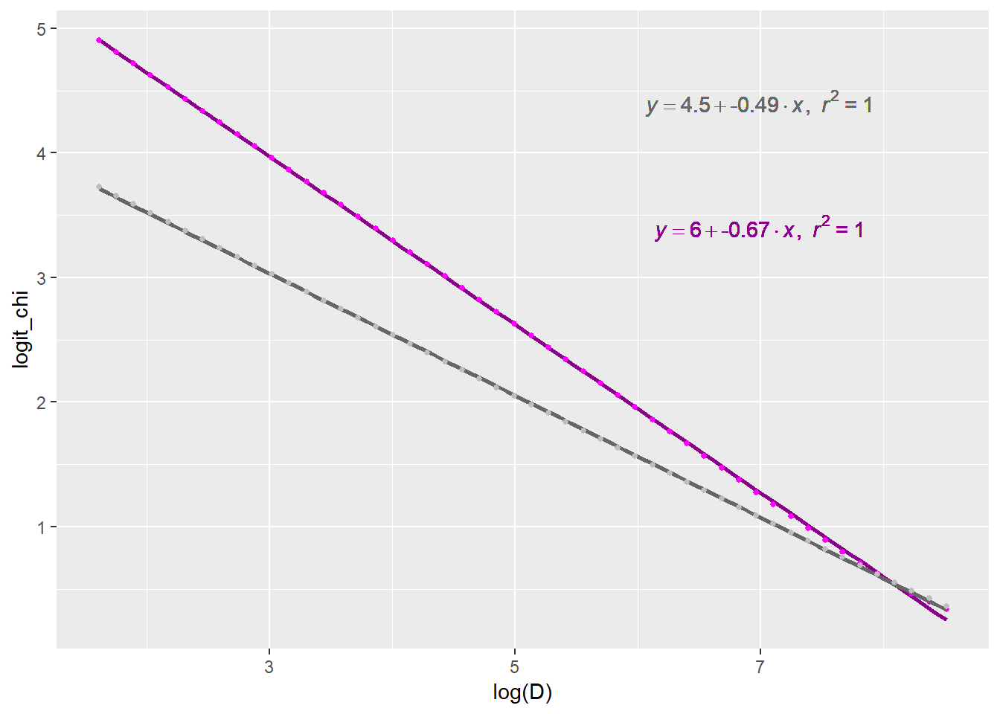 5
y = 4.5 + -0.49 · x, r² = 1
4
y = 6 + -0.67 · x, r² = 1
3
logit_chi
2
1
3 5 7
log(D)